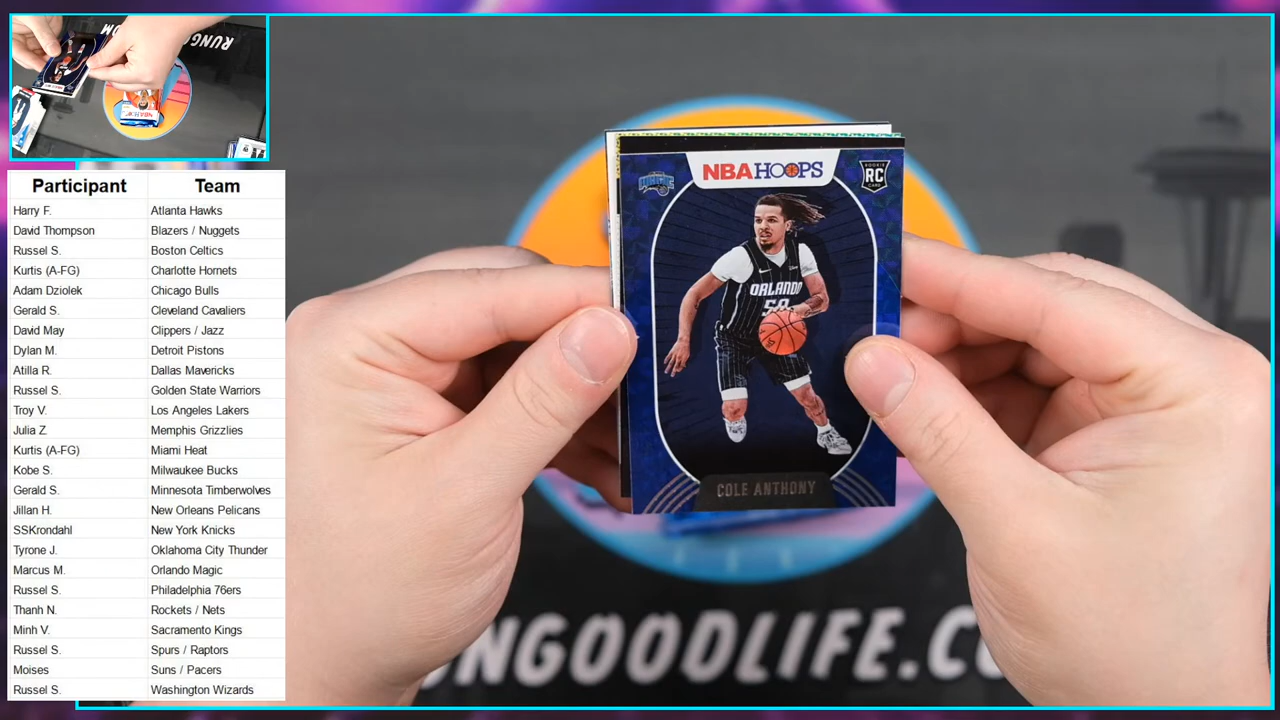 Participant Team
Harry F. Atlanta Hawks
David Thompson Blazers / Nuggets
Russel S. Boston Celtics
Kurtis (A-FG) Charlotte Hornets
Adam Dziolek Chicago Bulls
Gerald S. Cleveland Cavaliers
David May Clippers / Jazz
Dylan M. Detroit Pistons
Atilla R. Dallas Mavericks
Russel S. Golden State Warriors
Troy V. Los Angeles Lakers
Julia Z. Memphis Grizzlies
Kurtis (A-FG) Miami Heat
Kobe S. Milwaukee Bucks
Gerald S. Minnesota Timberwolves
Jillan H. New Orleans Pelicans
SSKrondahl New York Knicks
Tyrone J. Oklahoma City Thunder
Marcus M. Orlando Magic
Russel S. Philadelphia 76ers
Thanh N. Rockets / Nets
Minh V. Sacramento Kings
Russel S. Spurs / Raptors
Moises Suns / Pacers
Russel S. Washington Wizards
NBA HOOPS
ROOKIE
RC
CARD
ORLANDO
50
COLE ANTHONY
UNGOODLIFE.C